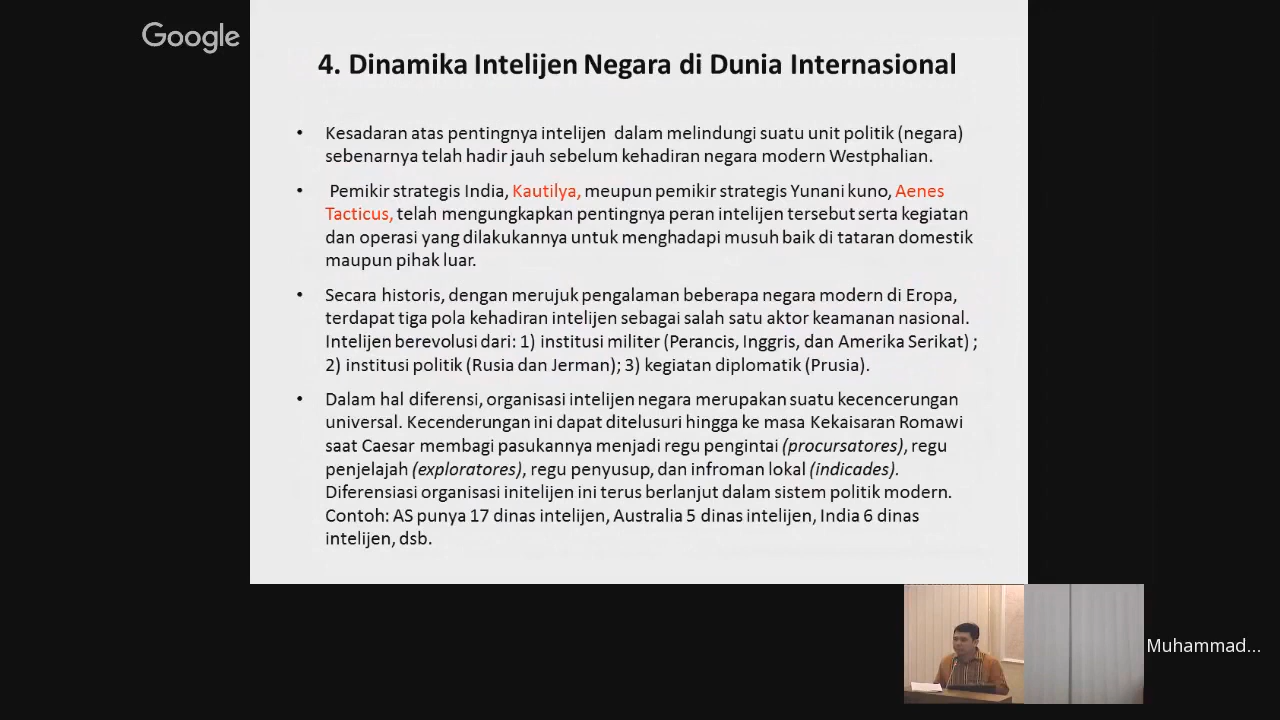 Google
4. Dinamika Intelijen Negara di Dunia Internasional
• Kesadaran atas pentingnya intelijen dalam melindungi suatu unit politik (negara)
sebenarnya telah hadir jauh sebelum kehadiran negara modern Westphalian.
• Pemikir strategis India, Kautilya, meupun pemikir strategis Yunani kuno, Aenes
Tacticus, telah mengungkapkan pentingnya peran intelijen tersebut serta kegiatan
dan operasi yang dilakukannya untuk menghadapi musuh baik di tataran domestik
maupun pihak luar.
• Secara historis, dengan merujuk pengalaman beberapa negara modern di Eropa,
terdapat tiga pola kehadiran intelijen sebagai salah satu aktor keamanan nasional.
Intelijen berevolusi dari: 1) institusi militer (Perancis, Inggris, dan Amerika Serikat) ;
2) institusi politik (Rusia dan Jerman); 3) kegiatan diplomatik (Prusia).
• Dalam hal diferensi, organisasi intelijen negara merupakan suatu kecencerungan
universal. Kecenderungan ini dapat ditelusuri hingga ke masa Kekaisaran Romawi
saat Caesar membagi pasukannya menjadi regu pengintai (procursatores), regu
penjelajah (exploratores), regu penyusup, dan infroman lokal (indicades).
Diferensiasi organisasi initelijen ini terus berlanjut dalam sistem politik modern.
Contoh: AS punya 17 dinas intelijen, Australia 5 dinas intelijen, India 6 dinas
intelijen, dsb.
Muhammad...